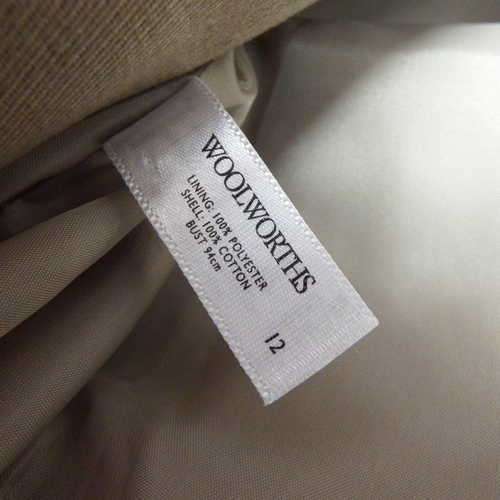 WOOLWORTHS
LINING: 100% POLYESTER
SHELL: 100% COTTON
BUST 94cm
12